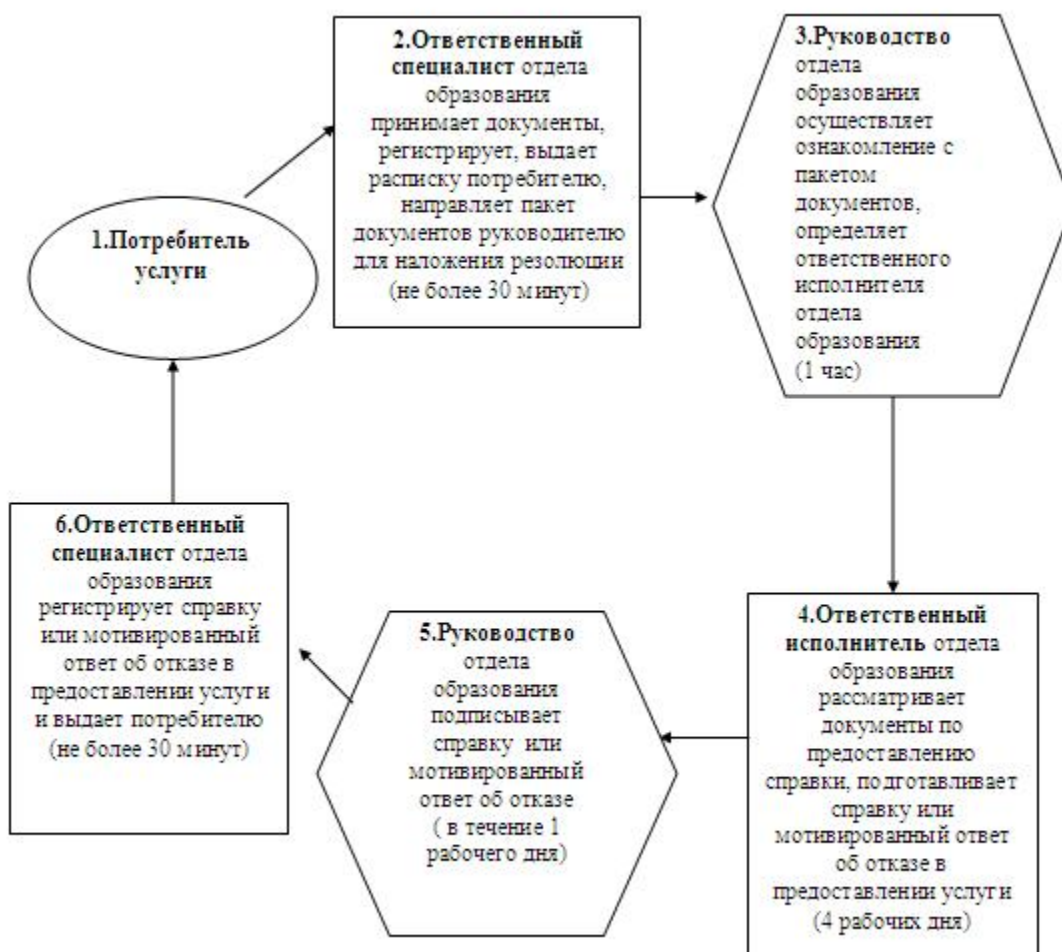 1.Потребитель
услуги
2.Ответственный
специалист отдела
образования
принимает документы,
регистрирует, выдает
расписку потребителю,
направляет пакет
документов руководителю
для наложения резолюции
(не более 30 минут)
3.Руководство
отдела
образования
осуществляет
ознакомление с
пакетом
документов,
определяет
ответственного
исполнителя
отдела
образования
(1 час)
4.Ответственный
исполнитель отдела
образования
рассматривает
документы по
предоставлению
справки, подготавливает
справку или
мотивированный ответ
об отказе в
предоставлении услуги
(4 рабочих дня)
5.Руководство
отдела
образования
подписывает
справку или
мотивированный
ответ об отказе
( в течение 1
рабочего дня)
6.Ответственный
специалист отдела
образования
регистрирует справку
или мотивированный
ответ об отказе в
предоставлении услуги
и выдает потребителю
(не более 30 минут)